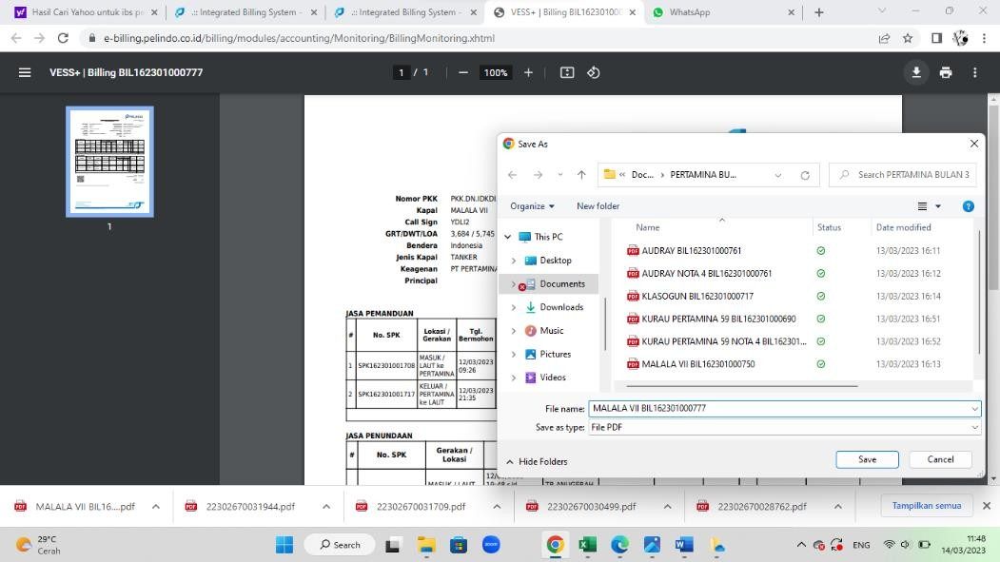 Hasil Cari Yahoo untuk ibs pe
.:: Integrated Billing System -
.:: Integrated Billing System -
VESS+ | Billing BIL162301000
WhatsApp
e-billing.pelindo.co.id/billing/modules/accounting/Monitoring/BillingMonitoring.xhtml
VESS+ | Billing BIL162301000777
1 / 1
100%
1
Nomor PKK PKK.DN.IDKDI
Kapal MALALA VII
Call Sign YDLI2
GRT/DWT/LOA 3,684 / 5,745
Bendera Indonesia
Jenis Kapal TANKER
Keagenan PT PERTAMINA
Principal
JASA PEMANDUAN
# No. SPK Lokasi / Gerakan Tgl. Bermohon
1 SPK162301001708 MASUK / LAUT ke PERTAMINA 12/03/2023 09:26
2 SPK162301001717 KELUAR / PERTAMINA ke LAUT 12/03/2023 21:35
JASA PENUNDAAN
# No. SPK Gerakan / Lokasi
Save As
Doc... > PERTAMINA BU...
Search PERTAMINA BULAN 3
Organize
New folder
This PC
Desktop
Documents
Downloads
Music
Pictures
Videos
Name Status Date modified
AUDRAY BIL162301000761 13/03/2023 16:11
AUDRAY NOTA 4 BIL162301000761 13/03/2023 16:12
KLASOGUN BIL162301000717 13/03/2023 16:14
KURAU PERTAMINA 59 BIL162301000690 13/03/2023 16:51
KURAU PERTAMINA 59 NOTA 4 BIL162301... 13/03/2023 16:52
MALALA VII BIL162301000750 13/03/2023 16:13
File name: MALALA VII BIL162301000777
Save as type: File PDF
Hide Folders
Save
Cancel
MALALA VII BIL16....pdf
22302670031944.pdf
22302670031709.pdf
22302670030499.pdf
22302670028762.pdf
Tampilkan semua
29°C
Cerah
Search
zoom
ENG
11:48
14/03/2023